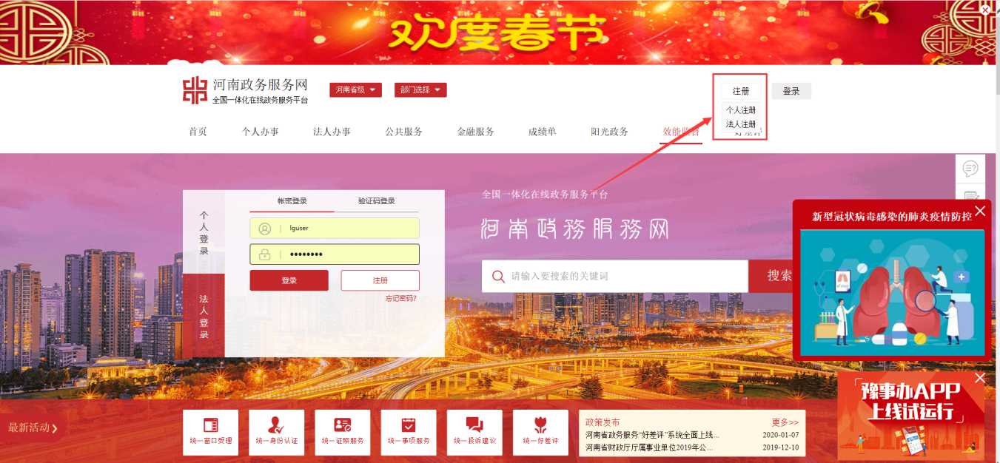 欢度春节
河南政务服务网
全国一体化在线政务服务平台
河南省级
部门选择
注册
登录
个人注册
法人注册
首页
个人办事
法人办事
公共服务
金融服务
成绩单
阳光政务
效能监督
好差评
个人登录
法人登录
帐密登录
验证码登录
lguser
••••••••
登录
注册
忘记密码?
全国一体化在线政务服务平台
河南政務服務网
请输入要搜索的关键词
搜索
新型冠状病毒感染的肺炎疫情防控
豫事办APP
上线试运行
最新活动
统一窗口受理
统一身份认证
统一证照服务
统一事项服务
统一投诉建议
统一好差评
政策发布
更多>>
河南省政务服务“好差评”系统全面上线...
2020-01-07
河南省财政厅厅属事业单位2019年公...
2019-12-10